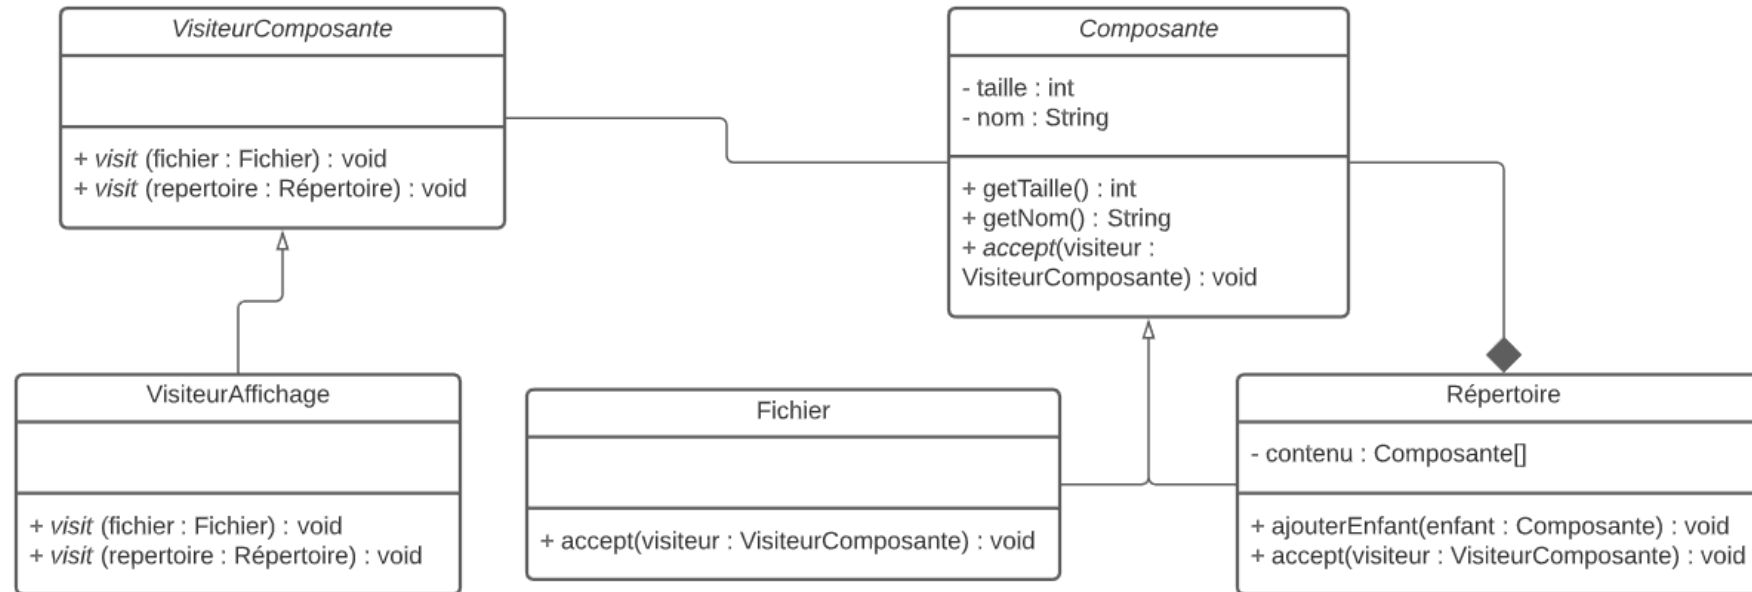 VisiteurComposante
+ visit (fichier : Fichier) : void
+ visit (repertoire : Répertoire) : void
Composante
- taille : int
- nom : String
+ getTaille() : int
+ getNom() : String
+ accept(visiteur :
VisiteurComposante) : void
VisiteurAffichage
+ visit (fichier : Fichier) : void
+ visit (repertoire : Répertoire) : void
Fichier
+ accept(visiteur : VisiteurComposante) : void
Répertoire
- contenu : Composante[]
+ ajouterEnfant(enfant : Composante) : void
+ accept(visiteur : VisiteurComposante) : void